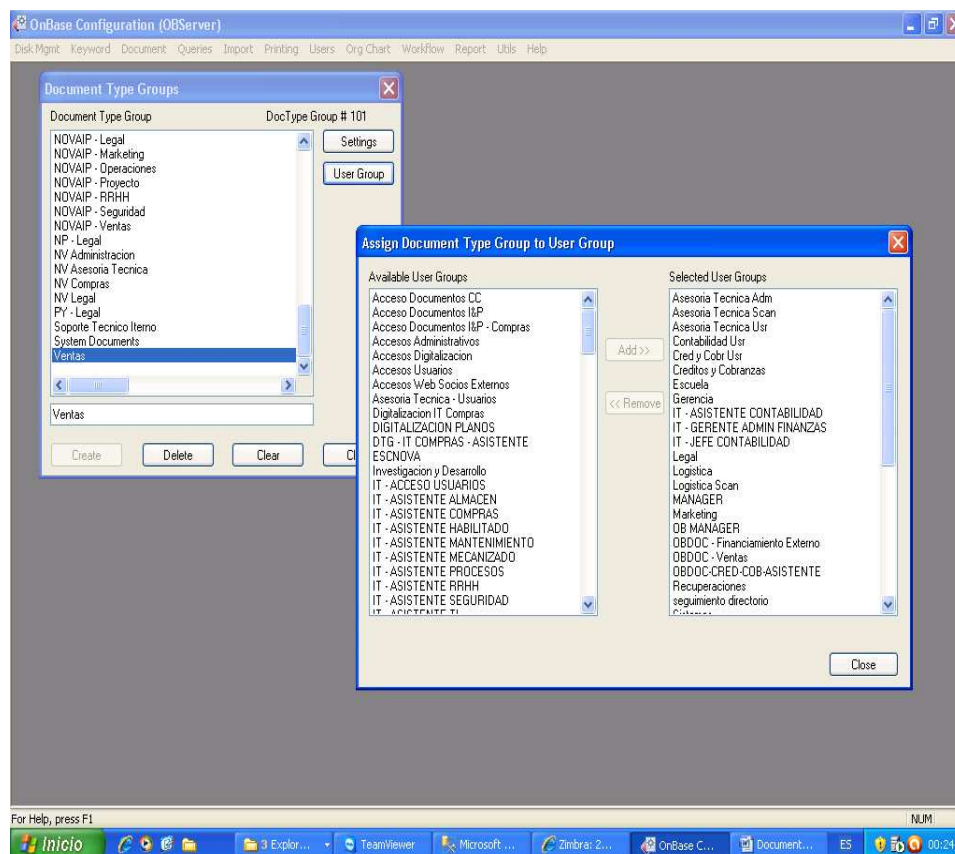 OnBase Configuration (OBServer)
Disk Mgmt Keyword Document Queries Import Printing Users Org Chart Workflow Report Utils Help
Document Type Groups
Document Type Group DocType Group # 101
NOVAIP - Legal
NOVAIP - Marketing
NOVAIP - Operaciones
NOVAIP - Proyecto
NOVAIP - RRHH
NOVAIP - Seguridad
NOVAIP - Ventas
NP - Legal
NV Administracion
NV Asesoria Tecnica
NV Compras
NV Legal
PY - Legal
Soporte Tecnico Iterno
System Documents
Ventas
Settings
User Group
Ventas
Create Delete Clear Cl
Assign Document Type Group to User Group
Available User Groups
Acceso Documentos CC
Acceso Documentos I&P
Acceso Documentos I&P - Compras
Accesos Administrativos
Accesos Digitalizacion
Accesos Usuarios
Accesos Web Socios Externos
Asesoria Tecnica - Usuarios
Digitalizacion IT Compras
DIGITALIZACION PLANOS
DTG - IT COMPRAS - ASISTENTE
ESCNOVA
Investigacion y Desarrollo
IT - ACCESO USUARIOS
IT - ASISTENTE ALMACEN
IT - ASISTENTE COMPRAS
IT - ASISTENTE HABILITADO
IT - ASISTENTE MANTENIMIENTO
IT - ASISTENTE MECANIZADO
IT - ASISTENTE PROCESOS
IT - ASISTENTE RRHH
IT - ASISTENTE SEGURIDAD
IT - ASISTENTE TI
Add >>
<< Remove
Selected User Groups
Asesoria Tecnica Adm
Asesoria Tecnica Scan
Asesoria Tecnica Usr
Contabilidad Usr
Cred y Cobr Usr
Creditos y Cobranzas
Escuela
Gerencia
IT - ASISTENTE CONTABILIDAD
IT - GERENTE ADMIN FINANZAS
IT - JEFE CONTABILIDAD
Legal
Logistica
Logistica Scan
MANAGER
Marketing
OB MANAGER
OBDOC - Financiamiento Externo
OBDOC - Ventas
OBDOC-CRED-COB-ASISTENTE
Recuperaciones
seguimiento directorio
Sistemas
Close
For Help, press F1 NUM
Inicio 3 Explor... TeamViewer Microsoft ... Zimbra: 2... OnBase C... Document... ES 00:24